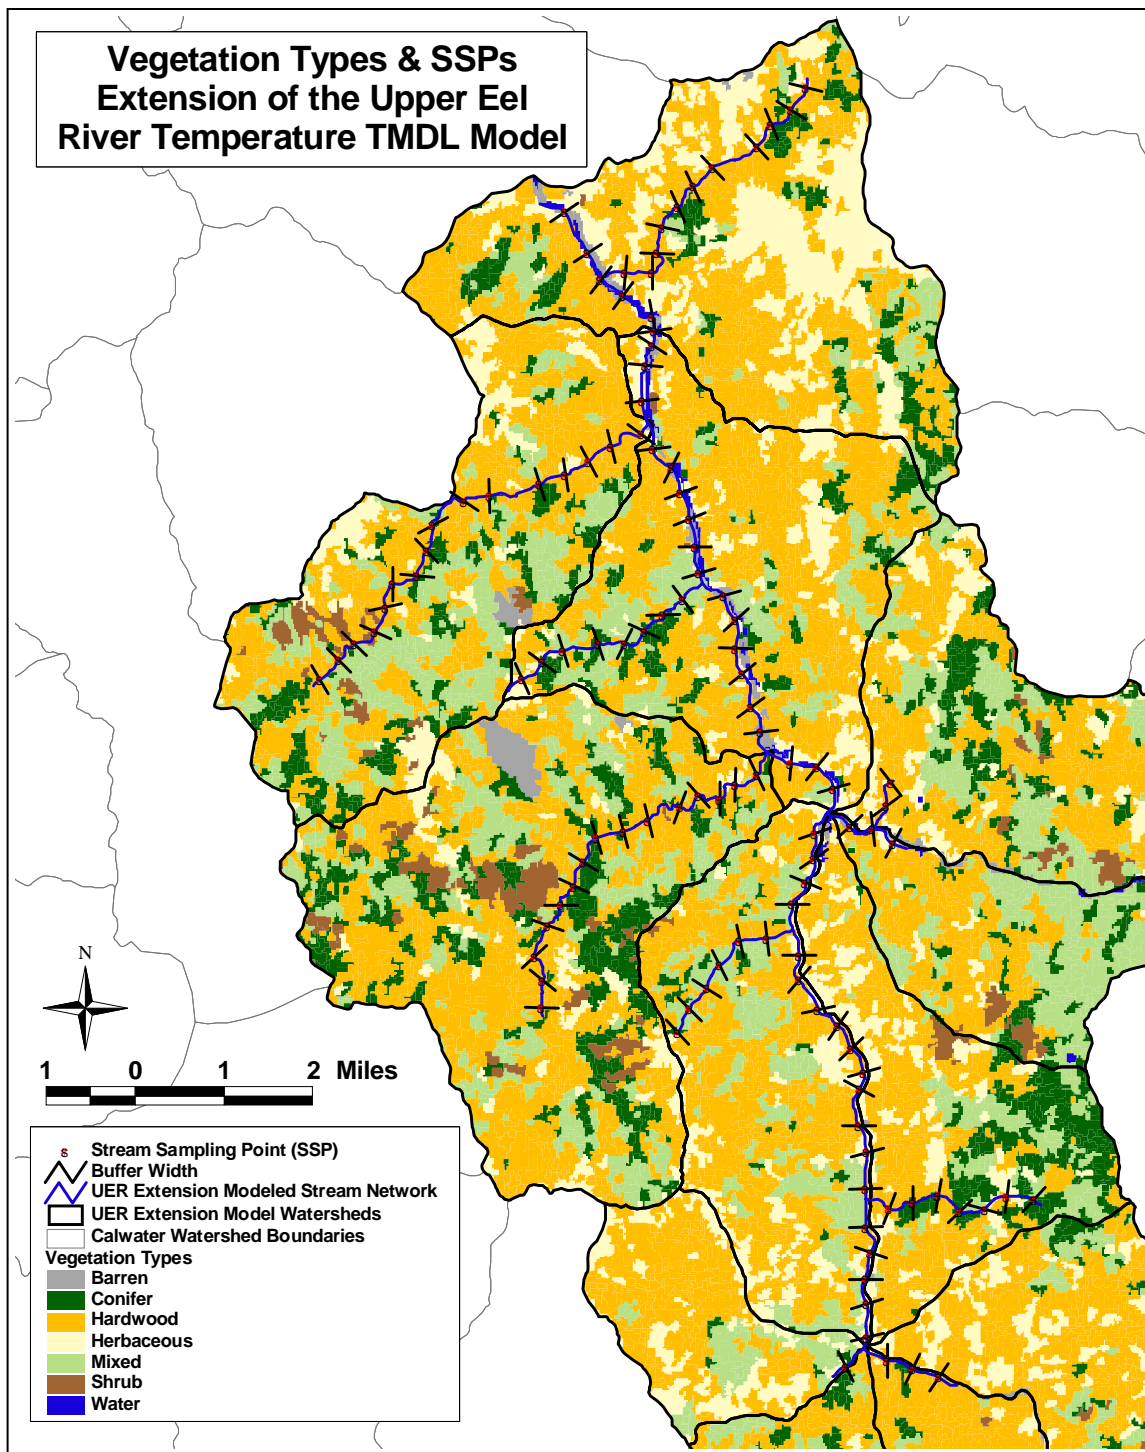 Vegetation Types & SSPs
Extension of the Upper Eel
River Temperature TMDL Model
N
1 0 1 2 Miles
s Stream Sampling Point (SSP)
Buffer Width
UER Extension Modeled Stream Network
UER Extension Model Watersheds
Calwater Watershed Boundaries
Vegetation Types
Barren
Conifer
Hardwood
Herbaceous
Mixed
Shrub
Water